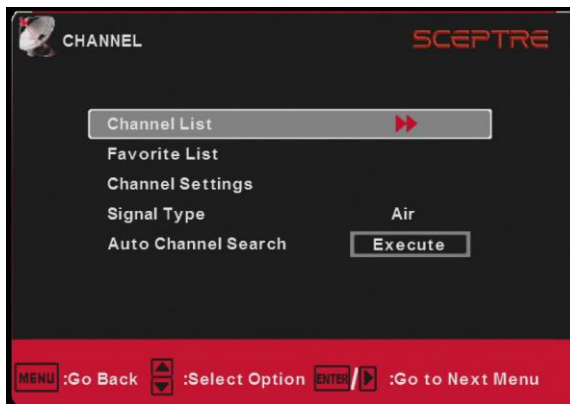 CHANNEL SCEPTRE
Channel List
Favorite List
Channel Settings
Signal Type Air
Auto Channel Search Execute
MENU :Go Back :Select Option ENTER / :Go to Next Menu